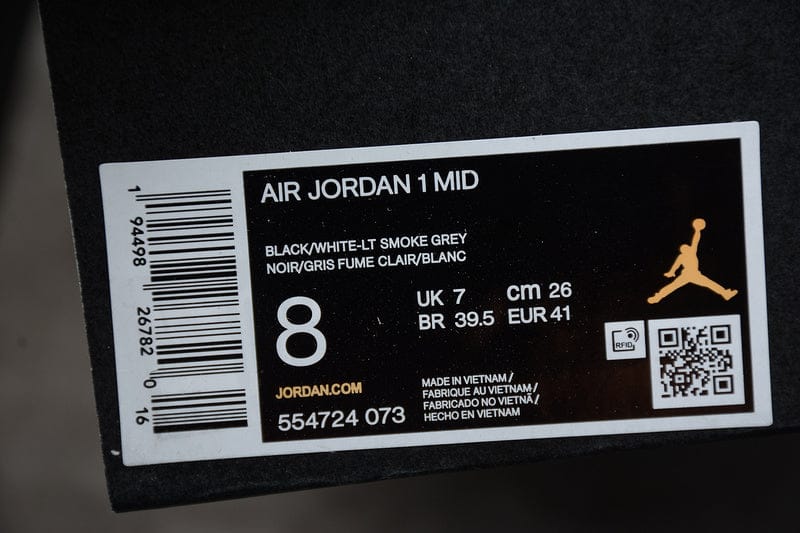 AIR JORDAN 1 MID
BLACK/WHITE-LT SMOKE GREY
NOIR/GRIS FUME CLAIR/BLANC
8
UK 7 cm 26
BR 39.5 EUR 41
RFID
JORDAN.COM
554724 073
MADE IN VIETNAM /
FABRIQUE AU VIETNAM /
FABRICADO NO VIETNÃ /
HECHO EN VIETNAM
1 94498 26782 0 16